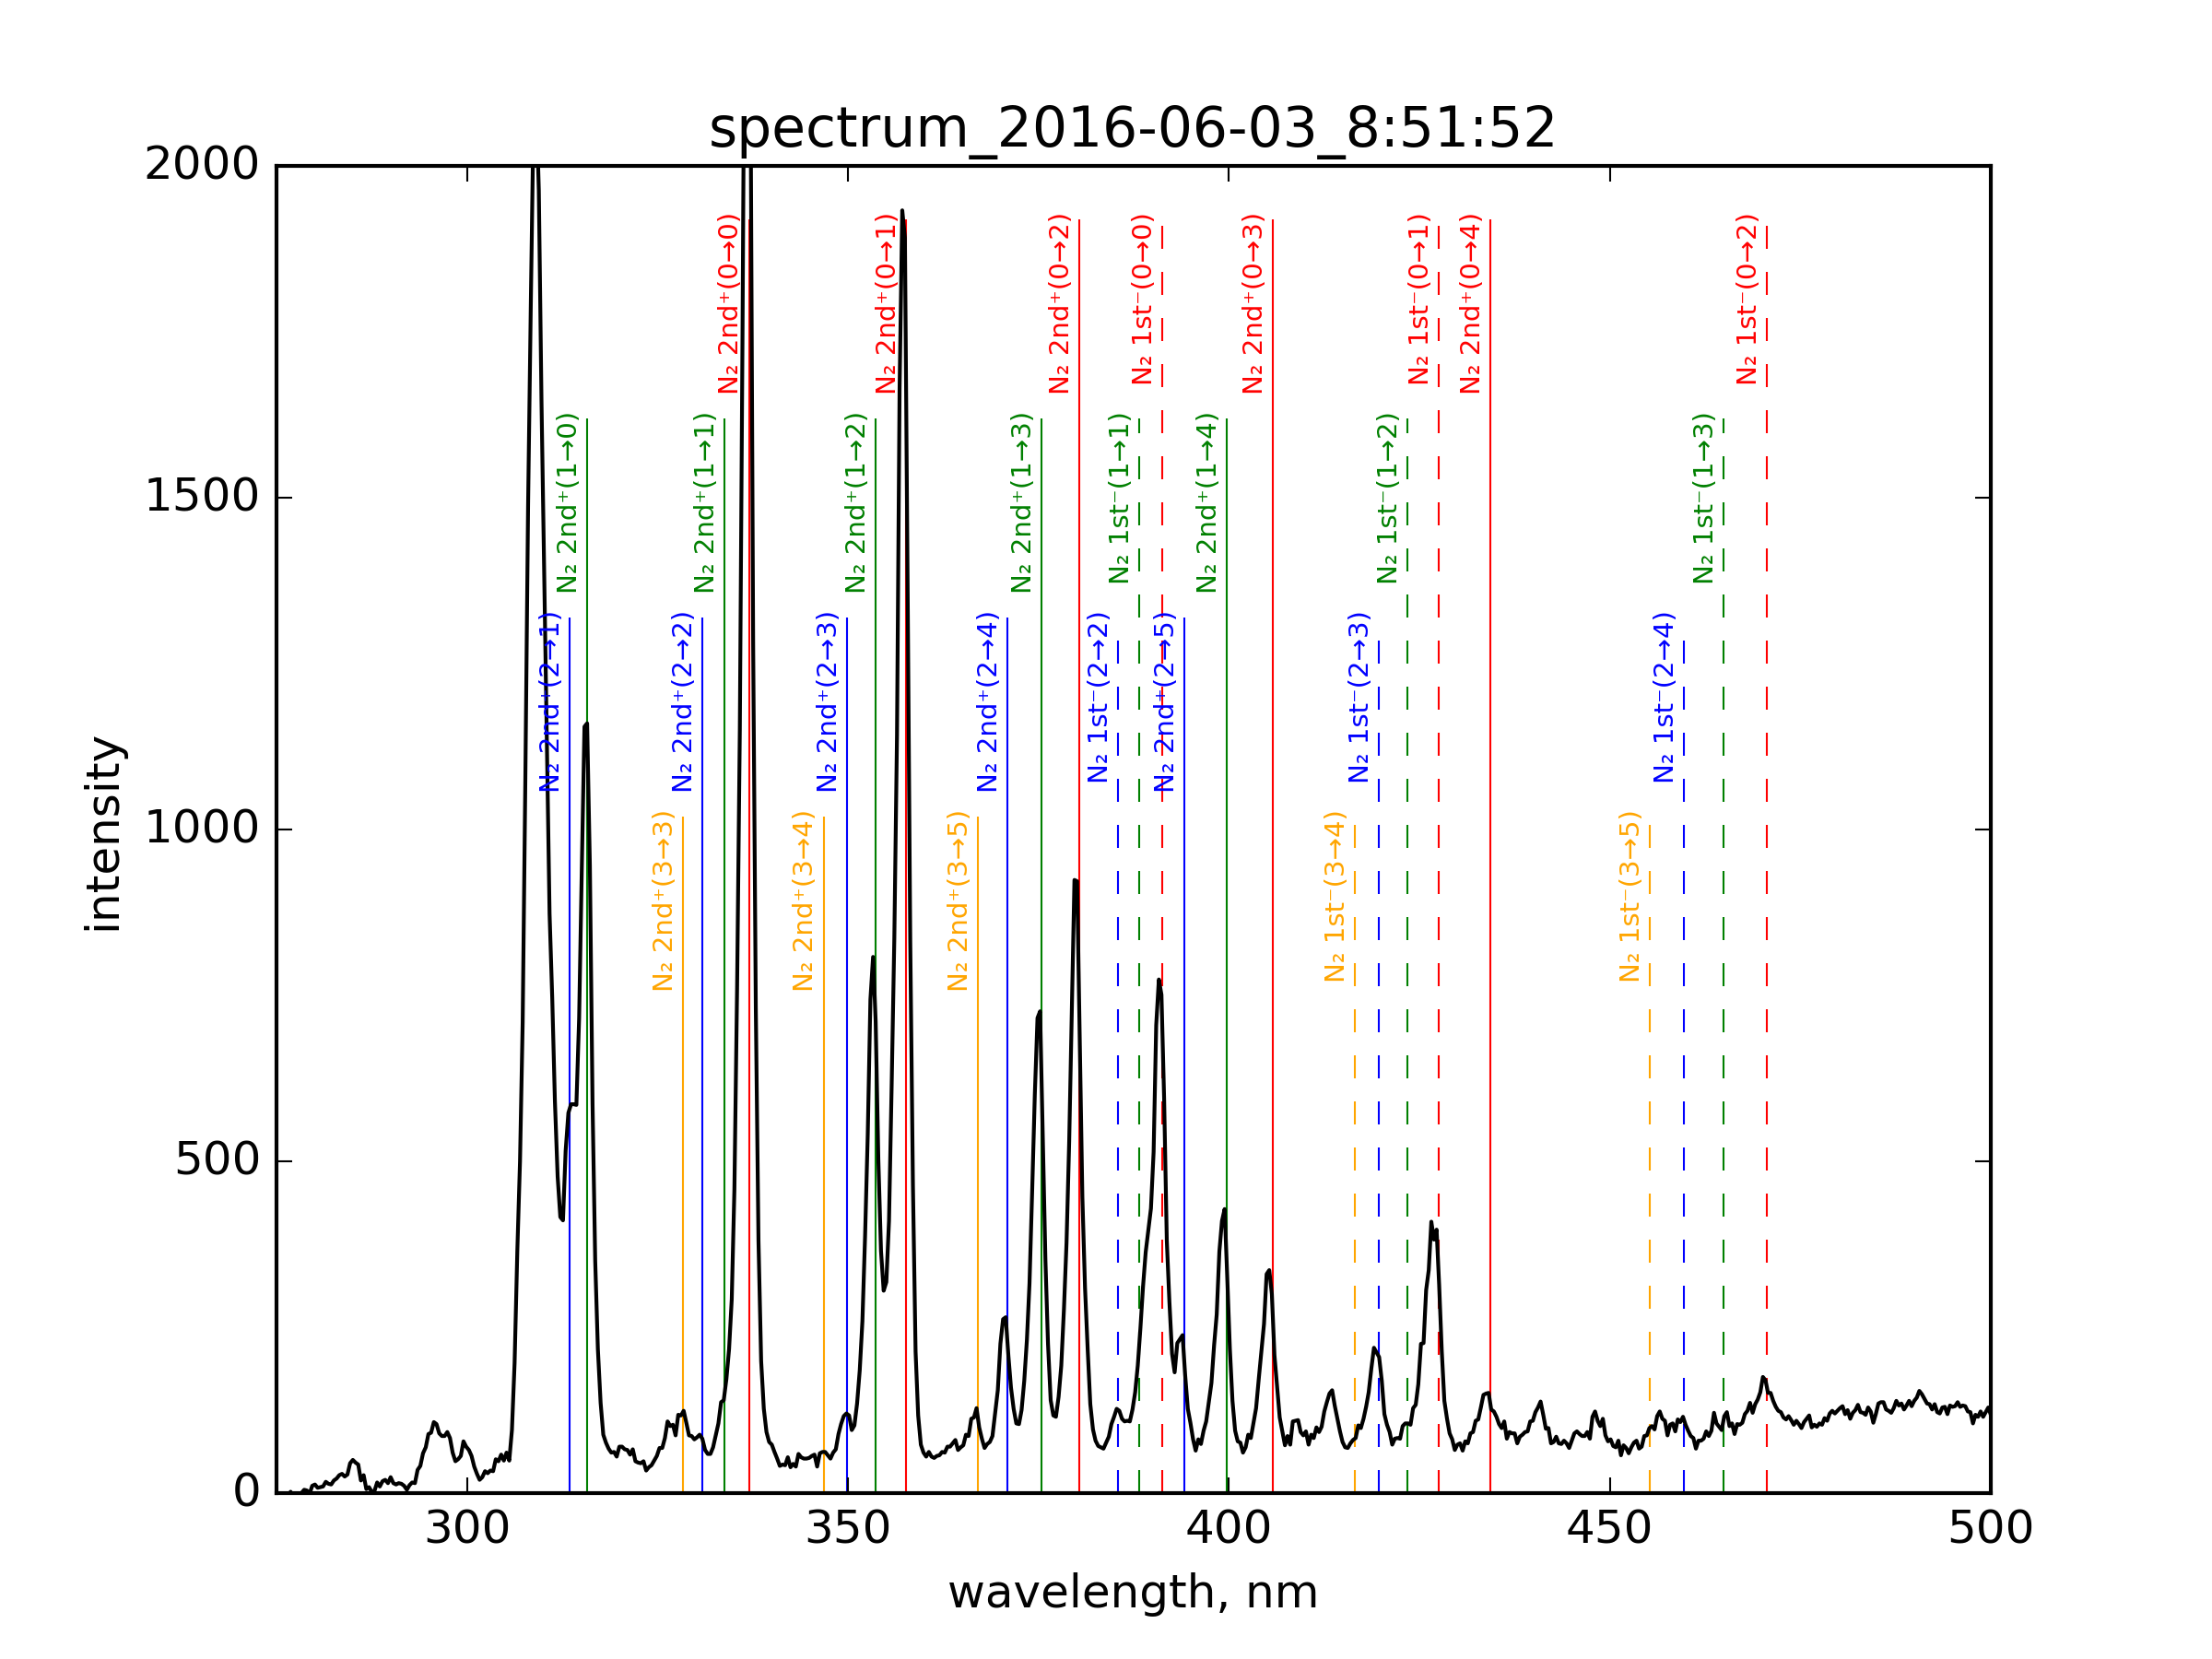 spectrum_2016-06-03_8:51:52
2000
1500
1000
500
0
intensity
N₂ 2nd⁺(0→0)
N₂ 2nd⁺(0→1)
N₂ 2nd⁺(0→2)
N₂ 1st⁻(0→0)
N₂ 2nd⁺(0→3)
N₂ 1st⁻(0→1)
N₂ 2nd⁺(0→4)
N₂ 1st⁻(0→2)
N₂ 2nd⁺(1→0)
N₂ 2nd⁺(1→1)
N₂ 2nd⁺(1→2)
N₂ 2nd⁺(1→3)
N₂ 1st⁻(1→1)
N₂ 2nd⁺(1→4)
N₂ 1st⁻(1→2)
N₂ 1st⁻(1→3)
N₂ 2nd⁺(2→1)
N₂ 2nd⁺(2→2)
N₂ 2nd⁺(2→3)
N₂ 2nd⁺(2→4)
N₂ 1st⁻(2→2)
N₂ 2nd⁺(2→5)
N₂ 1st⁻(2→3)
N₂ 1st⁻(2→4)
N₂ 2nd⁺(3→3)
N₂ 2nd⁺(3→4)
N₂ 2nd⁺(3→5)
N₂ 1st⁻(3→4)
N₂ 1st⁻(3→5)
300 350 400 450 500
wavelength, nm